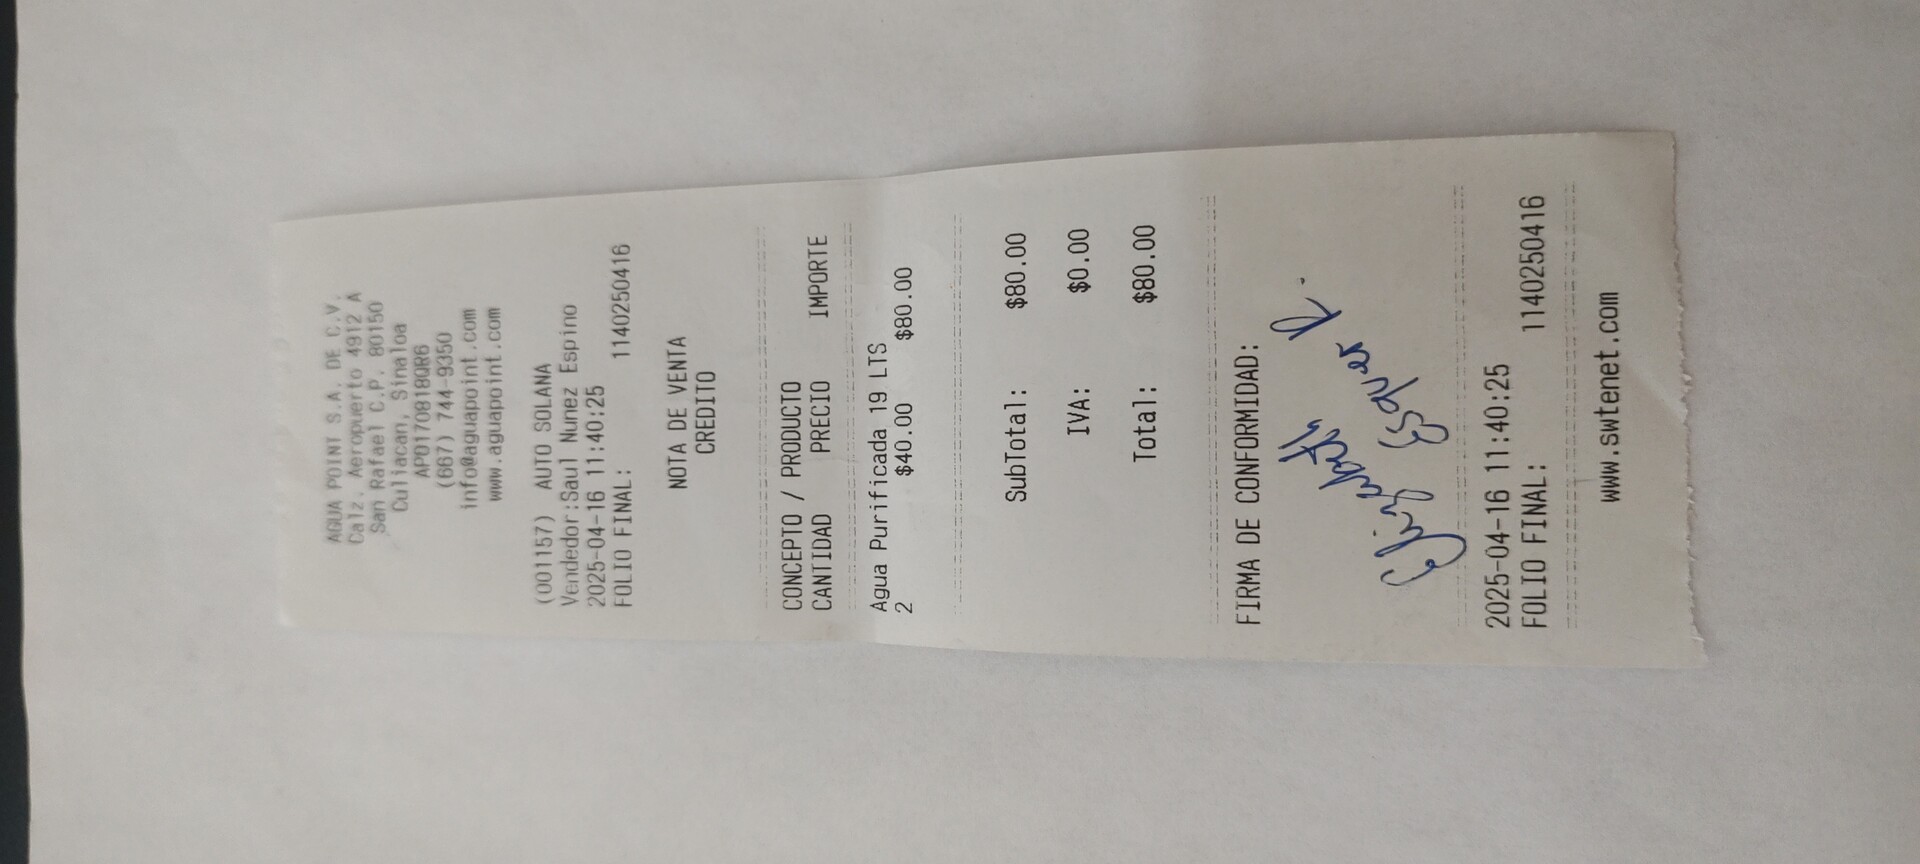 AGUA POINT S.A. DE C.V.
Calz. Aeropuerto 4912 A
San Rafael C.P. 80150
Culiacan, Sinaloa
APO170818QR6
(667) 744-9350
info@aguapoint.com
www.aguapoint.com
(001157) AUTO SOLANA
Vendedor:Saul Nunez Espino
2025-04-16 11:40:25
FOLIO FINAL: 1140250416
NOTA DE VENTA
CREDITO
CONCEPTO / PRODUCTO
CANTIDAD PRECIO IMPORTE
Agua Purificada 19 LTS
2 $40.00 $80.00
SubTotal: $80.00
IVA: $0.00
Total: $80.00
FIRMA DE CONFORMIDAD:
Elizabeth
Esquer R.
2025-04-16 11:40:25
FOLIO FINAL: 1140250416
www.swtenet.com